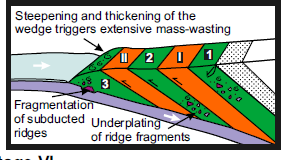 Steepening and thickening of the
wedge triggers extensive mass-wasting
II I 1
3
Fragmentation
of subducted
ridges
Underplating
of ridge fragments